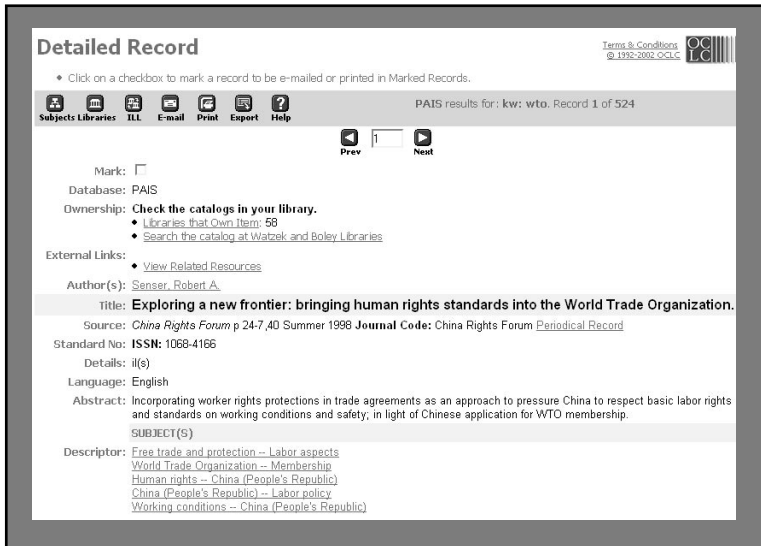 Detailed Record
Terms & Conditions
© 1992-2002 OCLC
OC
LC
• Click on a checkbox to mark a record to be e-mailed or printed in Marked Records.
Subjects Libraries ILL E-mail Print Export Help
PAIS results for: kw: wto. Record 1 of 524
Prev 1 Next
Mark:
Database: PAIS
Ownership: Check the catalogs in your library.
• Libraries that Own Item: 58
• Search the catalog at Watzek and Boley Libraries
External Links:
• View Related Resources
Author(s): Senser, Robert A.
Title: Exploring a new frontier: bringing human rights standards into the World Trade Organization.
Source: China Rights Forum p 24-7,40 Summer 1998 Journal Code: China Rights Forum Periodical Record
Standard No: ISSN: 1068-4166
Details: il(s)
Language: English
Abstract: Incorporating worker rights protections in trade agreements as an approach to pressure China to respect basic labor rights
and standards on working conditions and safety; in light of Chinese application for WTO membership.
SUBJECT(S)
Descriptor: Free trade and protection -- Labor aspects
World Trade Organization -- Membership
Human rights -- China (People's Republic)
China (People's Republic) -- Labor policy
Working conditions -- China (People's Republic)